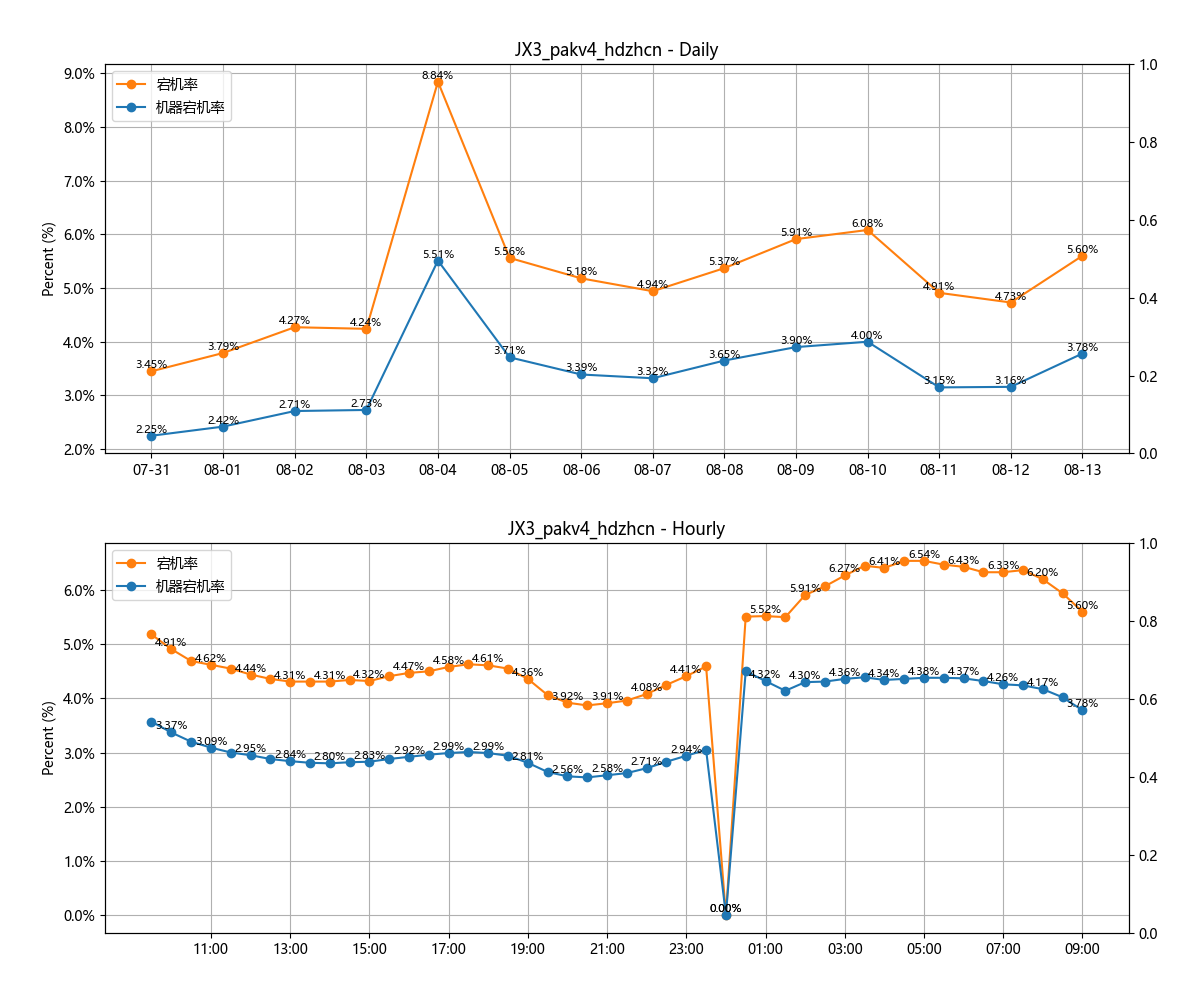 JX3_pakv4_hdzhcn - Daily
宕机率
机器宕机率
Percent (%)
9.0%
8.0%
7.0%
6.0%
5.0%
4.0%
3.0%
2.0%
1.0
0.8
0.6
0.4
0.2
0.0
3.45% 3.79% 4.27% 4.24% 8.84% 5.56% 5.18% 4.94% 5.37% 5.91% 6.08% 4.91% 4.73% 5.60%
2.25% 2.42% 2.71% 2.73% 5.51% 3.71% 3.39% 3.32% 3.65% 3.90% 4.00% 3.15% 3.16% 3.78%
07-31 08-01 08-02 08-03 08-04 08-05 08-06 08-07 08-08 08-09 08-10 08-11 08-12 08-13
JX3_pakv4_hdzhcn - Hourly
宕机率
机器宕机率
Percent (%)
6.0%
5.0%
4.0%
3.0%
2.0%
1.0%
0.0%
1.0
0.8
0.6
0.4
0.2
0.0
4.91% 4.62% 4.44% 4.31% 4.31% 4.32% 4.47% 4.58% 4.61% 4.36% 3.92% 3.91% 4.08% 4.41% 0.00% 5.52% 5.91% 6.27% 6.41% 6.54% 6.43% 6.33% 6.20% 5.60%
3.37% 3.09% 2.95% 2.84% 2.80% 2.83% 2.92% 2.99% 2.99% 2.81% 2.56% 2.58% 2.71% 2.94% 0.00% 4.32% 4.30% 4.36% 4.34% 4.38% 4.37% 4.26% 4.17% 3.78%
11:00 13:00 15:00 17:00 19:00 21:00 23:00 01:00 03:00 05:00 07:00 09:00